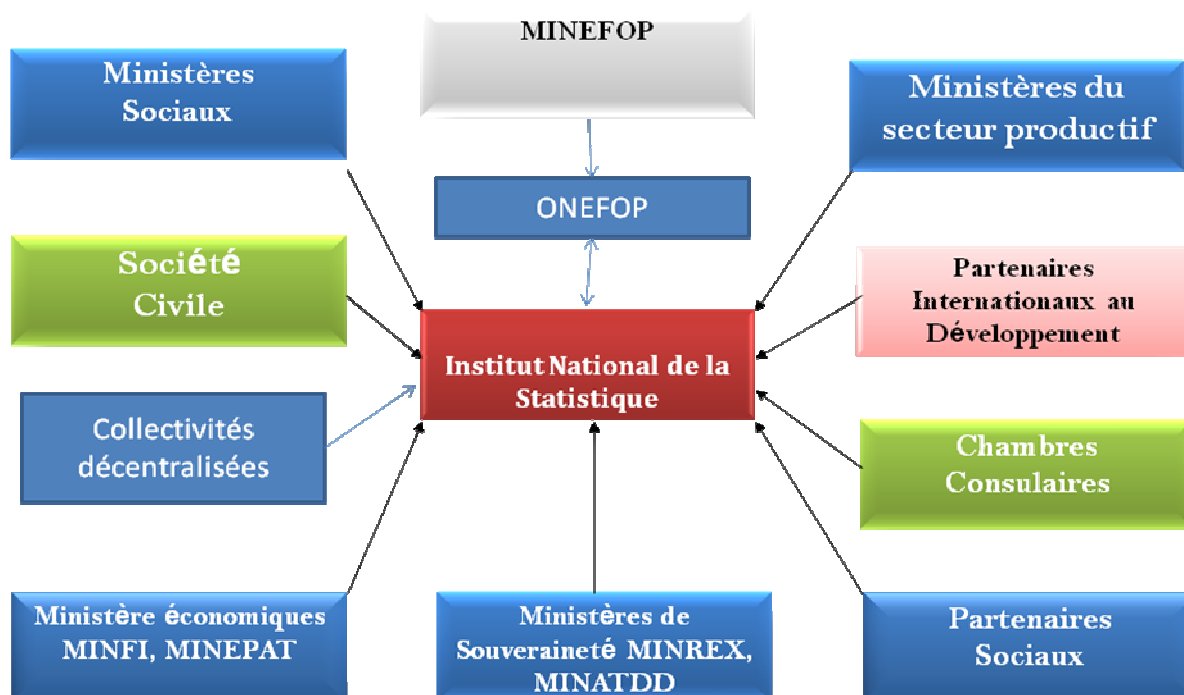 MINEFOP
Ministères
Sociaux
Ministères du
secteur productif
ONEFOP
Société
Civile
Partenaires
Internationaux au
Développement
Institut National de la
Statistique
Collectivités
décentralisées
Chambres
Consulaires
Ministère économiques
MINFI, MINEPAT
Ministères de
Souveraineté MINREX,
MINATDD
Partenaires
Sociaux